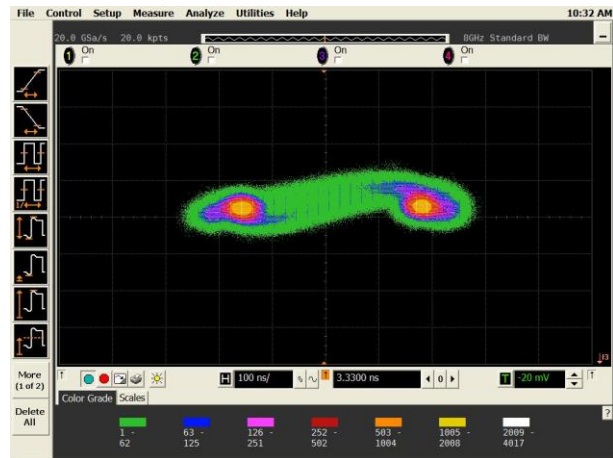 File Control Setup Measure Analyze Utilities Help 10:32 AM
20.0 GSa/s 20.0 kpts 8GHz Standard BW
1 On 2 On 3 On 4 On
More
(1 of 2)
Delete
All
H 100 ns/ 3.3300 ns 0 T -20 mV
Color Grade Scales ?
1 -
62
63 -
125
126 -
251
252 -
502
503 -
1004
1005 -
2008
2009 -
4017